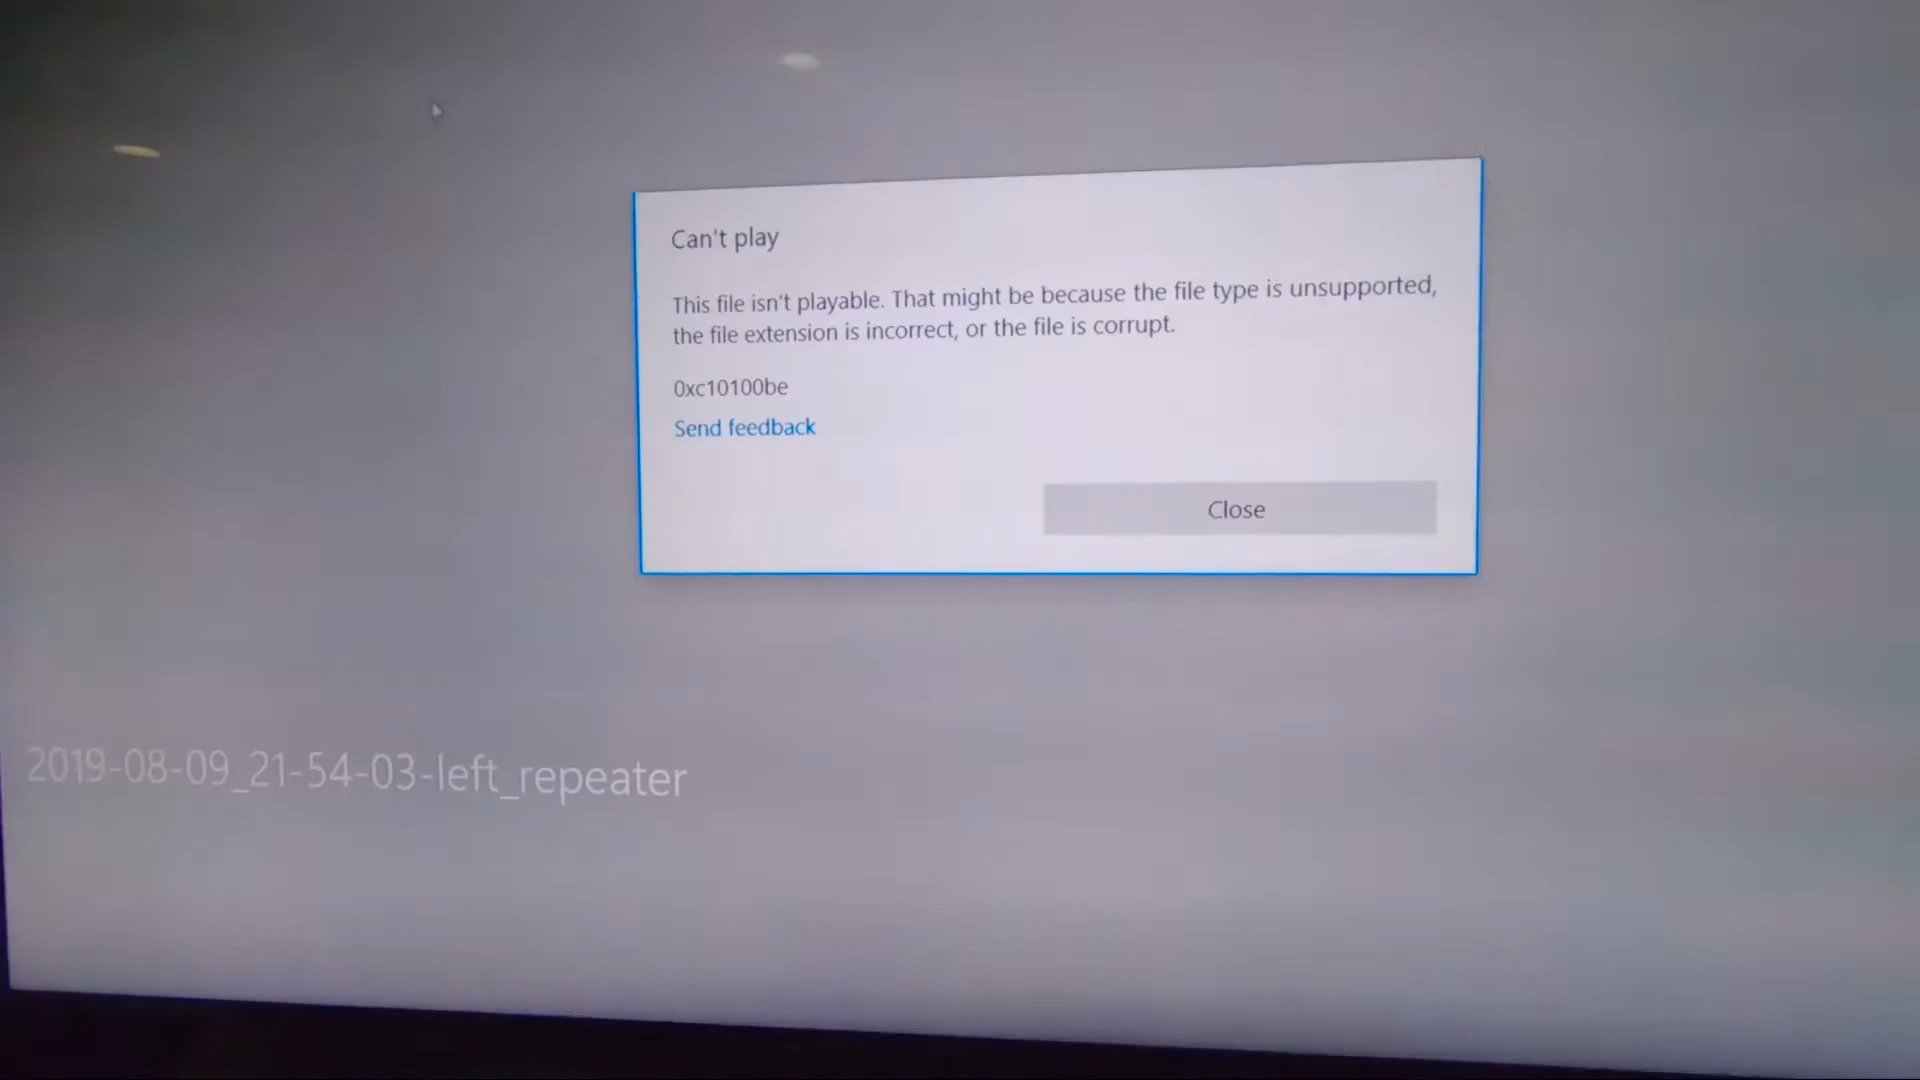 Can't play
This file isn't playable. That might be because the file type is unsupported,
the file extension is incorrect, or the file is corrupt.
0xc10100be
Send feedback
Close
2019-08-09_21-54-03-left_repeater